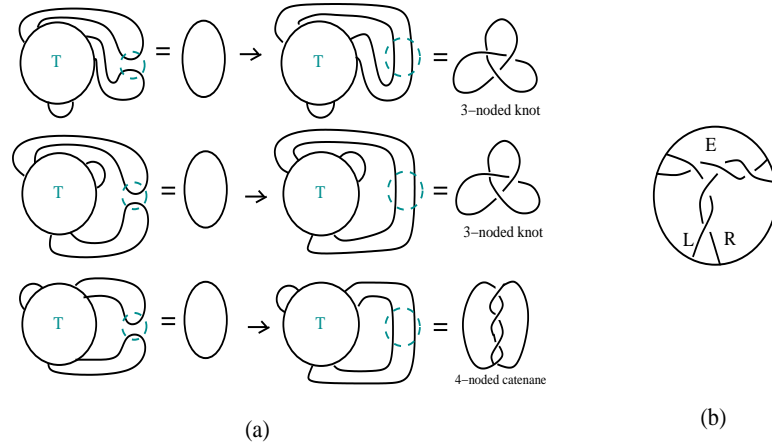 T = → T =
3−noded knot
T = → T =
3−noded knot
T = → T =
4−noded catenane
(a)
E
L R
(b)